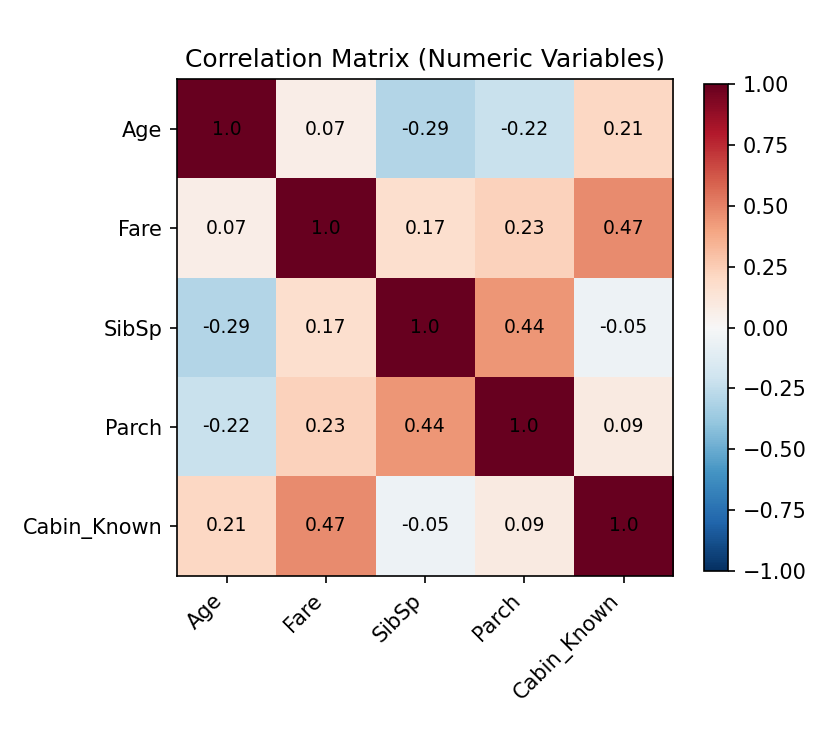 Correlation Matrix (Numeric Variables)
Age 1.0 0.07 -0.29 -0.22 0.21
Fare 0.07 1.0 0.17 0.23 0.47
SibSp -0.29 0.17 1.0 0.44 -0.05
Parch -0.22 0.23 0.44 1.0 0.09
Cabin_Known 0.21 0.47 -0.05 0.09 1.0
Age Fare SibSp Parch Cabin_Known
1.00
0.75
0.50
0.25
0.00
−0.25
−0.50
−0.75
−1.00